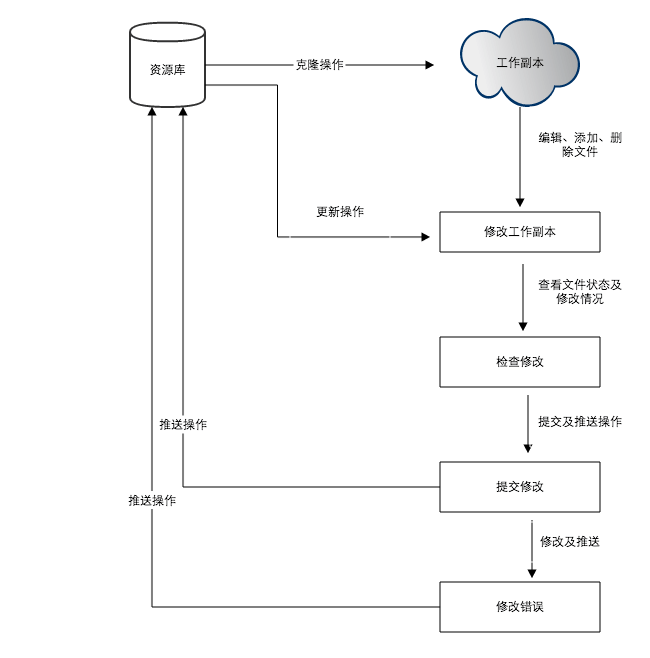 资源库
克隆操作
工作副本
编辑、添加、删
除文件
更新操作
修改工作副本
查看文件状态及
修改情况
检查修改
推送操作
提交及推送操作
提交修改
推送操作
修改及推送
修改错误